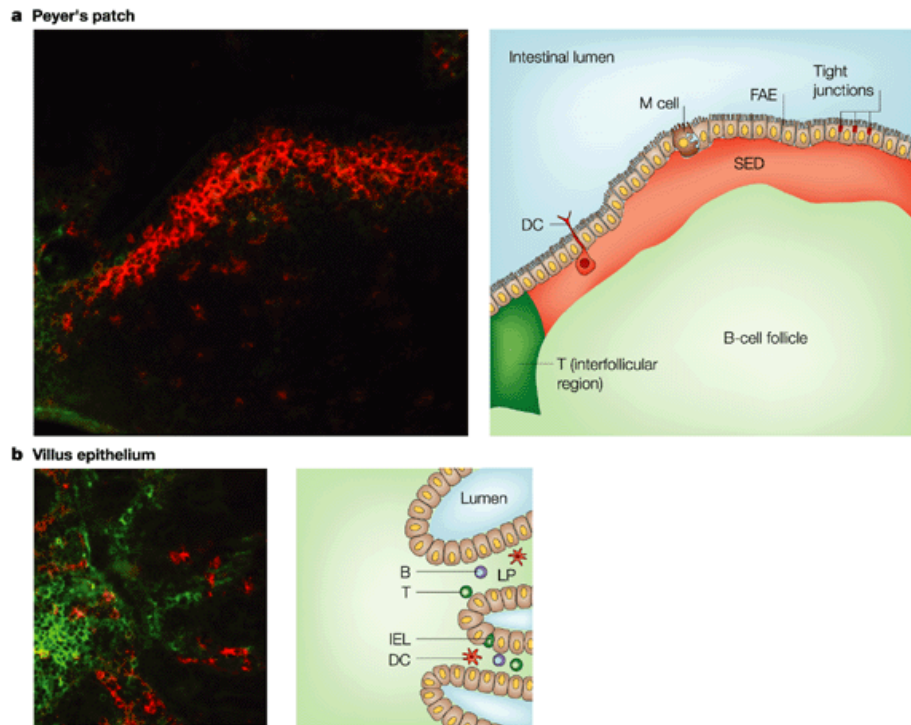 a Peyer's patch
Intestinal lumen
Tight
junctions
M cell
FAE
SED
DC
B-cell follicle
T (interfollicular
region)
b Villus epithelium
Lumen
B
LP
T
IEL
DC